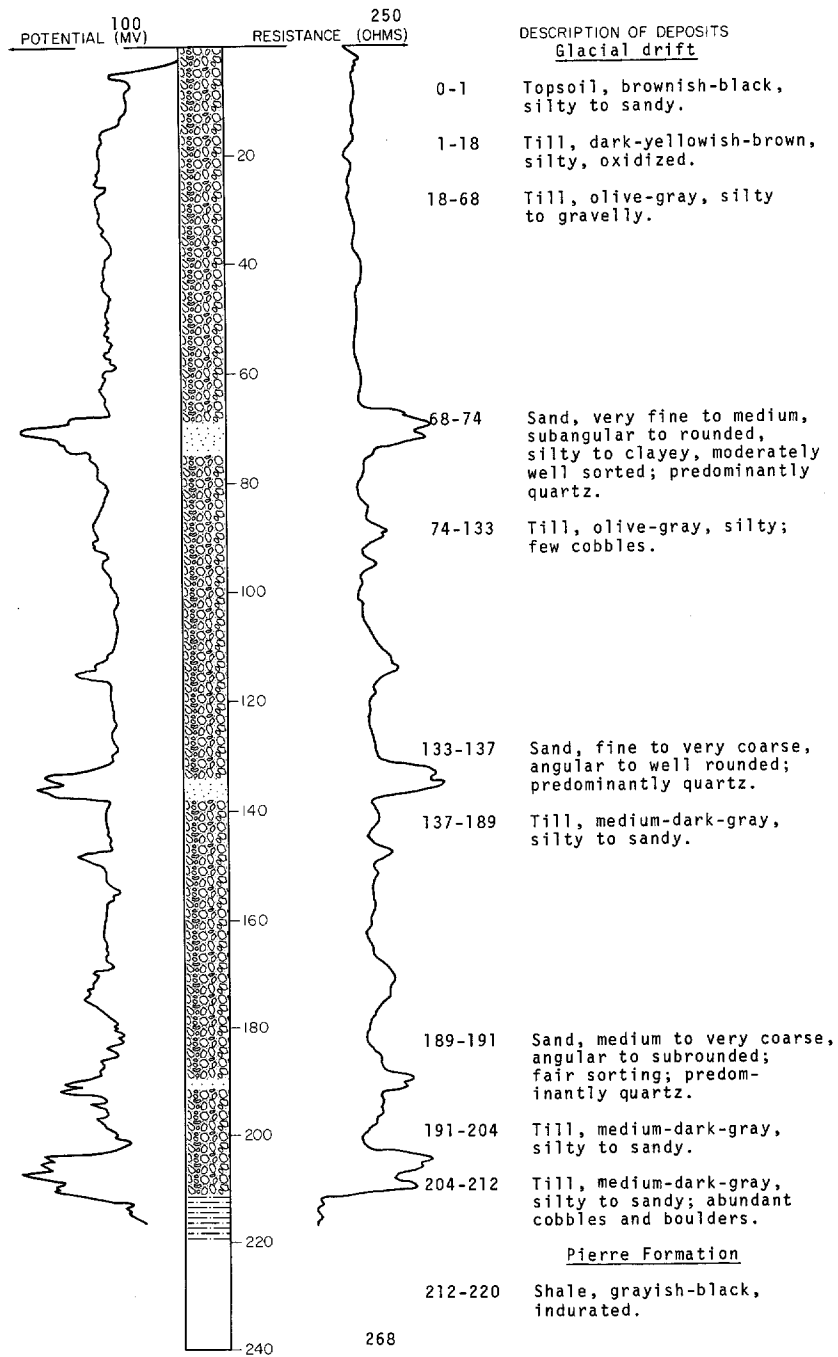 100
250
POTENTIAL (MV)
RESISTANCE (OHMS)
DESCRIPTION OF DEPOSITS
Glacial drift
0-1 Topsoil, brownish-black,
silty to sandy.
1-18 Till, dark-yellowish-brown,
silty, oxidized.
20
18-68 Till, olive-gray, silty
to gravelly.
40
60
68-74 Sand, very fine to medium,
subangular to rounded,
silty to clayey, moderately
well sorted; predominantly
quartz.
80
74-133 Till, olive-gray, silty;
few cobbles.
100
120
133-137 Sand, fine to very coarse,
angular to well rounded;
predominantly quartz.
140
137-189 Till, medium-dark-gray,
silty to sandy.
160
180
189-191 Sand, medium to very coarse,
angular to subrounded;
fair sorting; predom-
inantly quartz.
200
191-204 Till, medium-dark-gray,
silty to sandy.
204-212 Till, medium-dark-gray,
silty to sandy; abundant
cobbles and boulders.
220
Pierre Formation
212-220 Shale, grayish-black,
indurated.
240
268